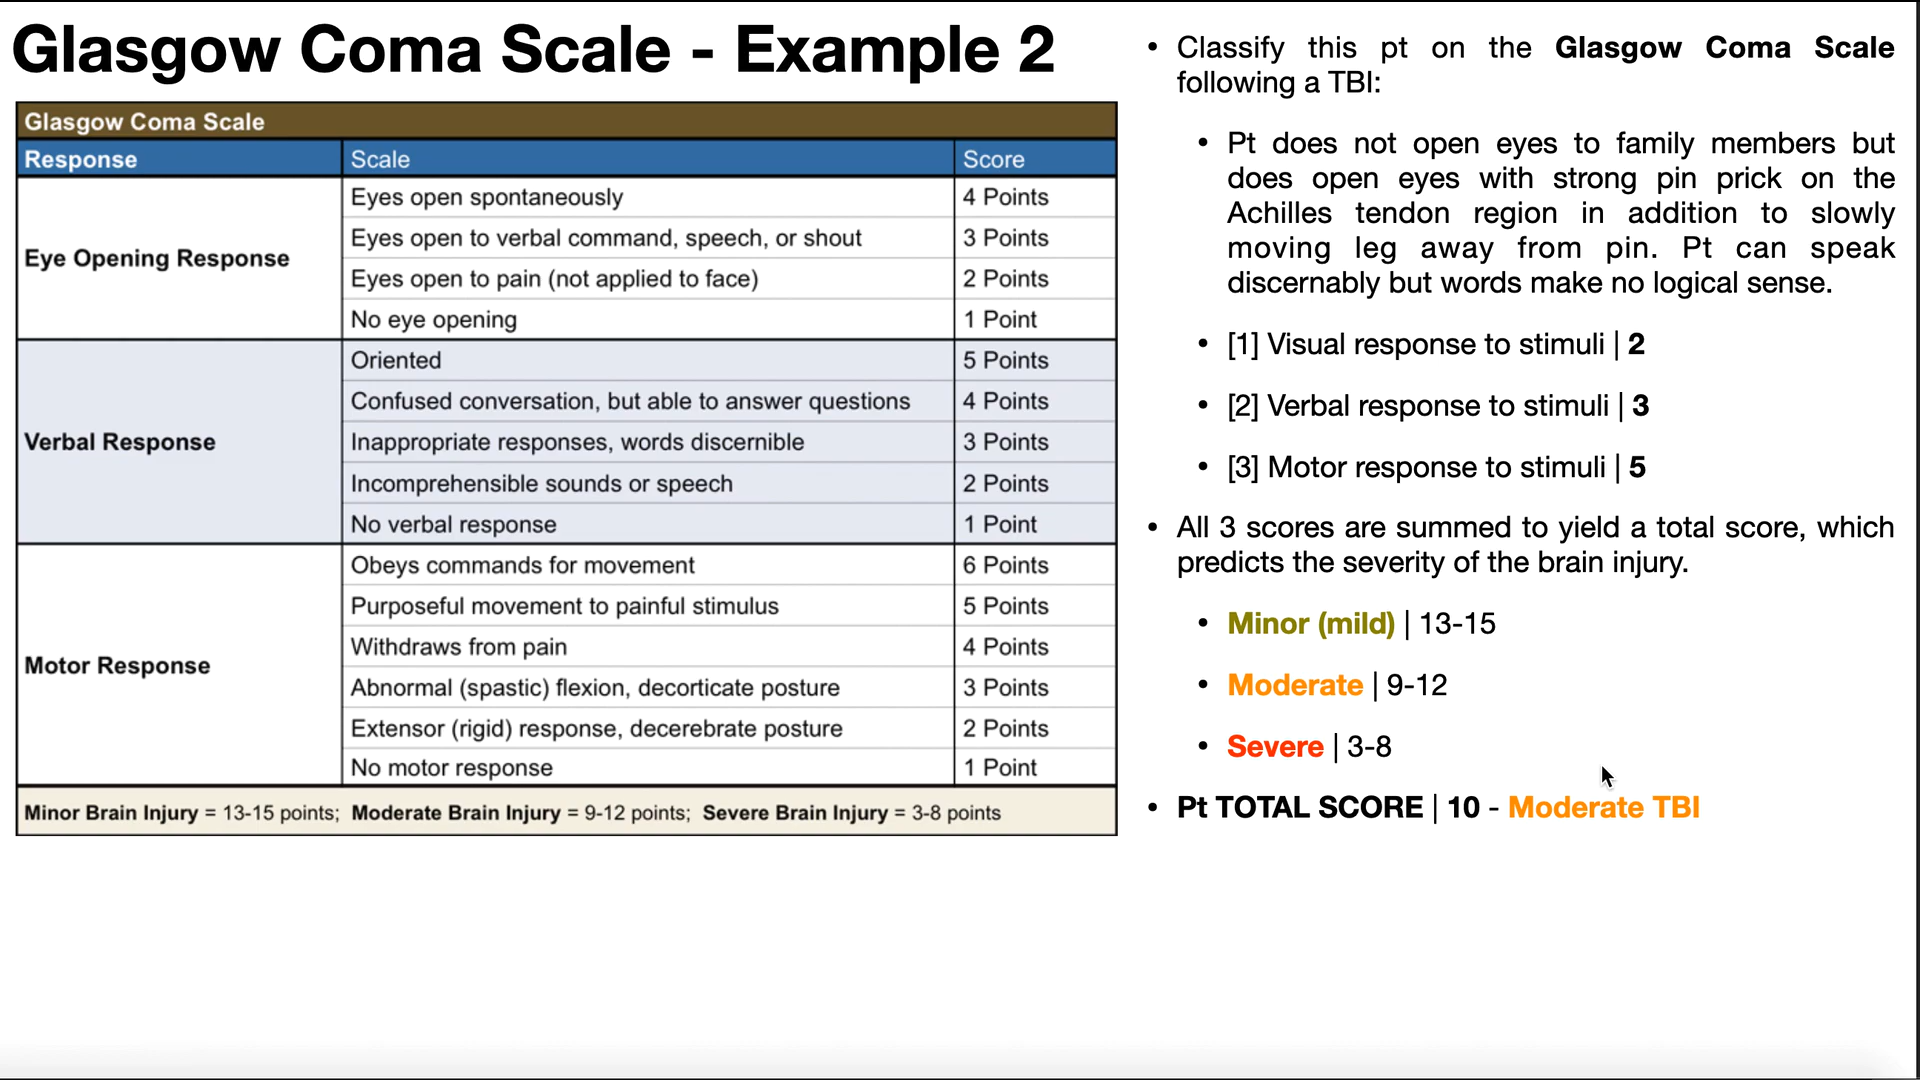 Glasgow Coma Scale - Example 2
Glasgow Coma Scale
Response Scale Score
Eye Opening Response
Eyes open spontaneously 4 Points
Eyes open to verbal command, speech, or shout 3 Points
Eyes open to pain (not applied to face) 2 Points
No eye opening 1 Point
Verbal Response
Oriented 5 Points
Confused conversation, but able to answer questions 4 Points
Inappropriate responses, words discernible 3 Points
Incomprehensible sounds or speech 2 Points
No verbal response 1 Point
Motor Response
Obeys commands for movement 6 Points
Purposeful movement to painful stimulus 5 Points
Withdraws from pain 4 Points
Abnormal (spastic) flexion, decorticate posture 3 Points
Extensor (rigid) response, decerebrate posture 2 Points
No motor response 1 Point
Minor Brain Injury = 13-15 points; Moderate Brain Injury = 9-12 points; Severe Brain Injury = 3-8 points
• Classify this pt on the Glasgow Coma Scale
following a TBI:
• Pt does not open eyes to family members but
does open eyes with strong pin prick on the
Achilles tendon region in addition to slowly
moving leg away from pin. Pt can speak
discernably but words make no logical sense.
• [1] Visual response to stimuli | 2
• [2] Verbal response to stimuli | 3
• [3] Motor response to stimuli | 5
• All 3 scores are summed to yield a total score, which
predicts the severity of the brain injury.
• Minor (mild) | 13-15
• Moderate | 9-12
• Severe | 3-8
• Pt TOTAL SCORE | 10 - Moderate TBI